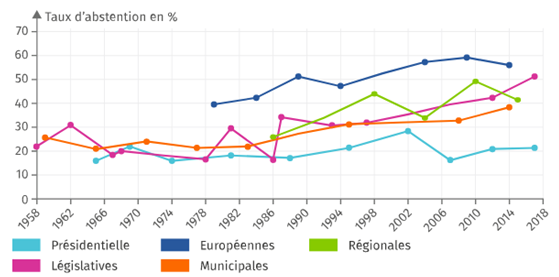 Taux d'abstention en %
70
60
50
40
30
20
10
0
1958 1962 1966 1970 1974 1978 1982 1986 1990 1994 1998 2002 2006 2010 2014 2018
Présidentielle Européennes Régionales
Législatives Municipales